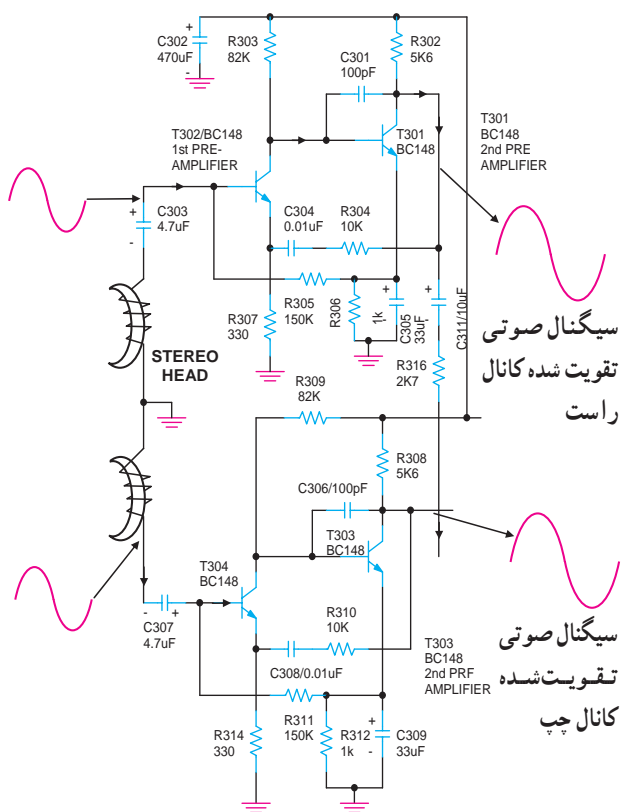 C302
470uF
R303
82K
C301
100pF
R302
5K6
T302/BC148
1st PRE-
AMPLIFIER
T301
BC148
T301
BC148
2nd PRE
AMPLIFIER
+
-
C303
4.7uF
+
-
C304
0.01uF
R304
10K
R305
150K
R306
1k
+
C305
33uF
+
-
C311/10uF
R307
330
R316
2K7
STEREO
HEAD
سیگنال صوتی
تقویت شده کانال
راست
R309
82K
R308
5K6
C306/100pF
T303
BC148
T304
BC148
- +
C307
4.7uF
R310
10K
C308/0.01uF
T303
BC148
2nd PRF
AMPLIFIER
R311
150K
R312
1k
+
-
C309
33uF
R314
330
سیگنال صوتی
تقویت‌شده
کانال چپ